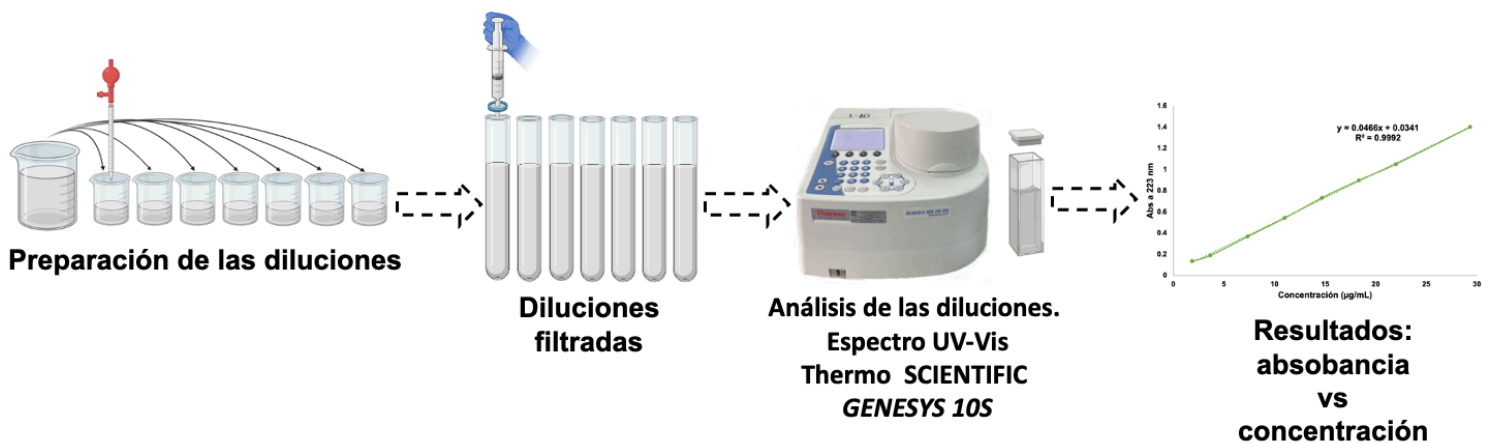 Preparación de las diluciones
Diluciones
filtradas
Thermo
Análisis de las diluciones.
Espectro UV-Vis
Thermo SCIENTIFIC
GENESYS 10S
y = 0.0466x + 0.0341
R² = 0.9992
Abs a 223 nm
1.6
1.4
1.2
1
0.8
0.6
0.4
0.2
0
0 5 10 15 20 25 30
Concentración (µg/mL)
Resultados:
absobancia
vs
concentración